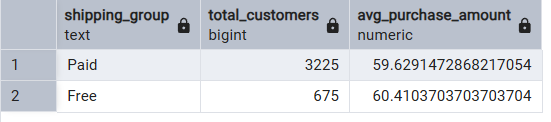 shipping_group total_customers avg_purchase_amount
text bigint numeric
1 Paid 3225 59.6291472868217054
2 Free 675 60.4103703703703704